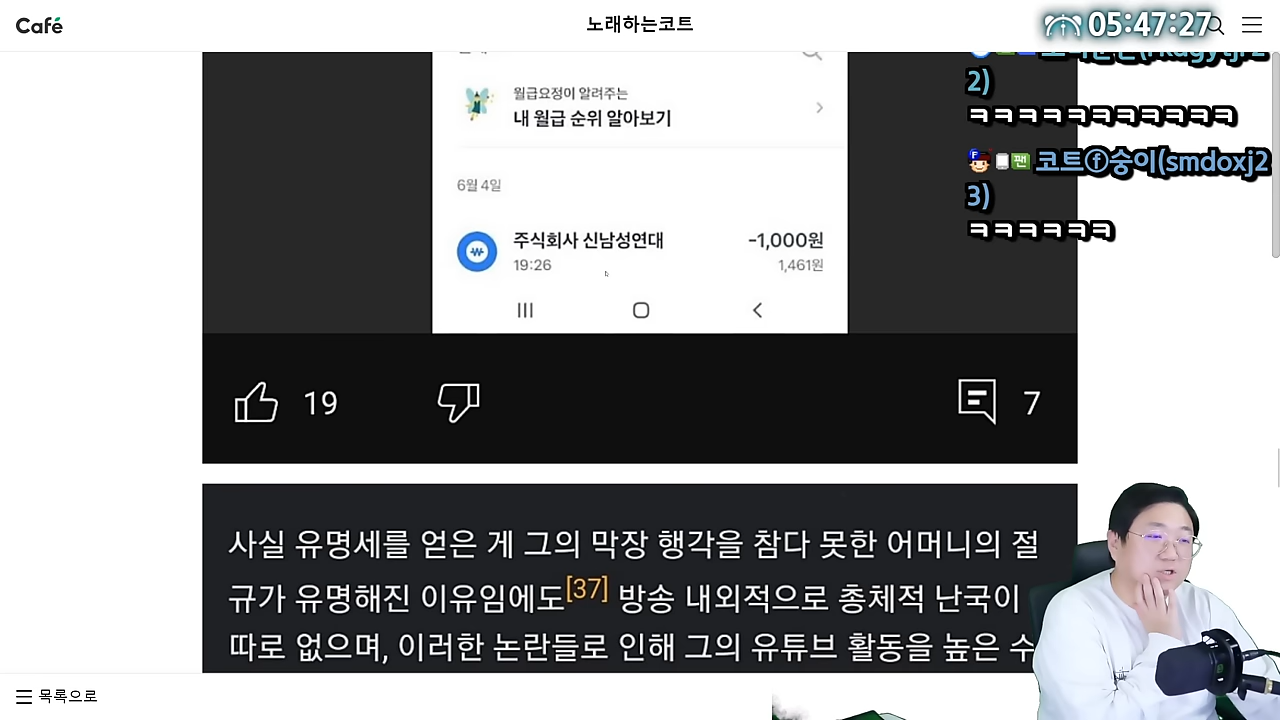 Café
노래하는코트
05:47:27
2)
ㅋㅋㅋㅋㅋㅋㅋㅋㅋㅋㅋ
팬 코트ⓕ숭이(smdoxj2
3)
ㅋㅋㅋㅋㅋㅋ
월급요정이 알려주는
내 월급 순위 알아보기
6월 4일
주식회사 신남성연대 -1,000원
19:26 1,461원
19 7
사실 유명세를 얻은 게 그의 막장 행각을 참다 못한 어머니의 절
규가 유명해진 이유임에도[37] 방송 내외적으로 총체적 난국이
따로 없으며, 이러한 논란들로 인해 그의 유튜브 활동을 높은 수
목록으로